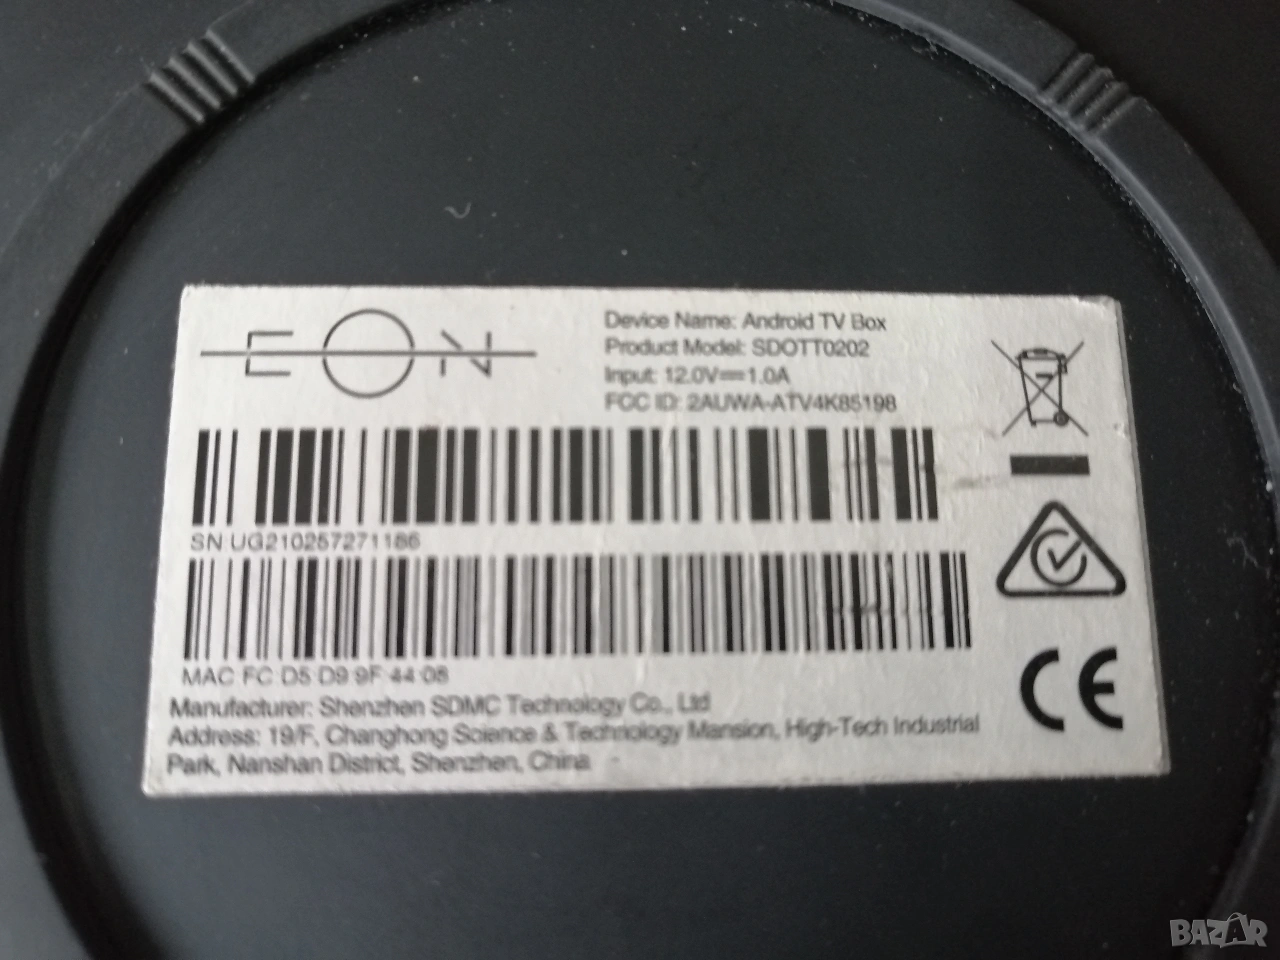 EON
Device Name: Android TV Box
Product Model: SDOTT0202
Input: 12.0V⎓1.0A
FCC ID: 2AUWA-ATV4K85198
SN UG210257271186
MAC FC D5 D9 9F 44 08
Manufacturer: Shenzhen SDMC Technology Co., Ltd
Address: 19/F, Changhong Science & Technology Mansion, High-Tech Industrial
Park, Nanshan District, Shenzhen, China
CE
BAZAR